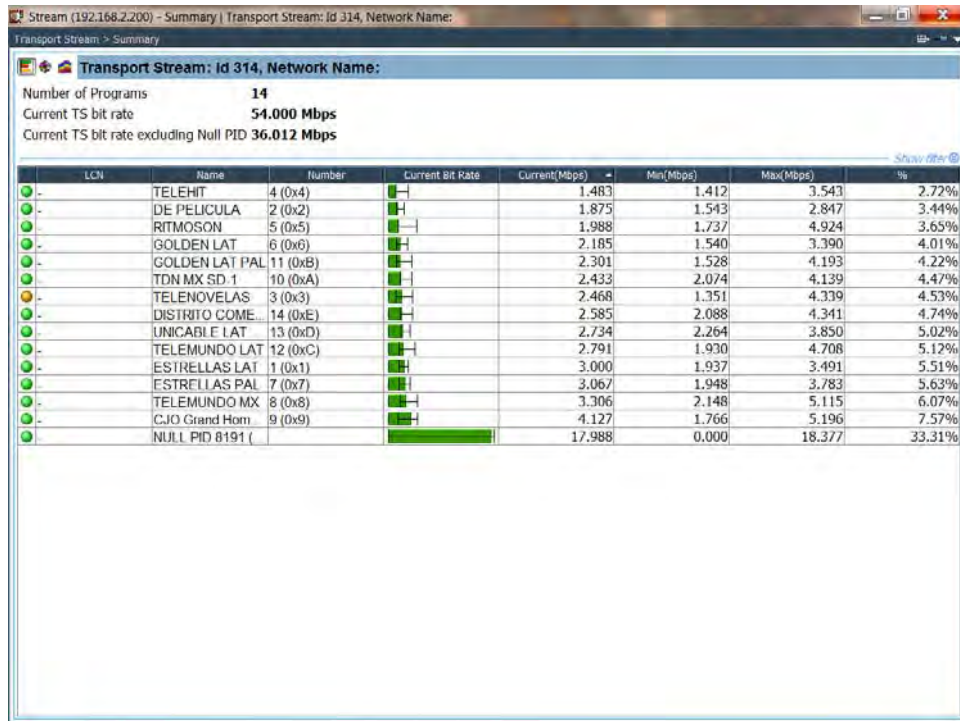 Stream (192.168.2.200) - Summary | Transport Stream: Id 314, Network Name:
Transport Stream > Summary
Transport Stream: Id 314, Network Name:
Number of Programs 14
Current TS bit rate 54.000 Mbps
Current TS bit rate excluding Null PID 36.012 Mbps
Show filter
LCN Name Number Current Bit Rate Current(Mbps) Min(Mbps) Max(Mbps) %
- TELEHIT 4 (0x4) 1.483 1.412 3.543 2.72%
- DE PELICULA 2 (0x2) 1.875 1.543 2.847 3.44%
- RITMOSON 5 (0x5) 1.988 1.737 4.924 3.65%
- GOLDEN LAT 6 (0x6) 2.185 1.540 3.390 4.01%
- GOLDEN LAT PAL 11 (0xB) 2.301 1.528 4.193 4.22%
- TDN MX SD-1 10 (0xA) 2.433 2.074 4.139 4.47%
- TELENOVELAS 3 (0x3) 2.468 1.351 4.339 4.53%
- DISTRITO COME... 14 (0xE) 2.585 2.088 4.341 4.74%
- UNICABLE LAT 13 (0xD) 2.734 2.264 3.850 5.02%
- TELEMUNDO LAT 12 (0xC) 2.791 1.930 4.708 5.12%
- ESTRELLAS LAT 1 (0x1) 3.000 1.937 3.491 5.51%
- ESTRELLAS PAL 7 (0x7) 3.067 1.948 3.783 5.63%
- TELEMUNDO MX 8 (0x8) 3.306 2.148 5.115 6.07%
- CJO Grand Hom... 9 (0x9) 4.127 1.766 5.196 7.57%
- NULL PID 8191 ( 17.988 0.000 18.377 33.31%